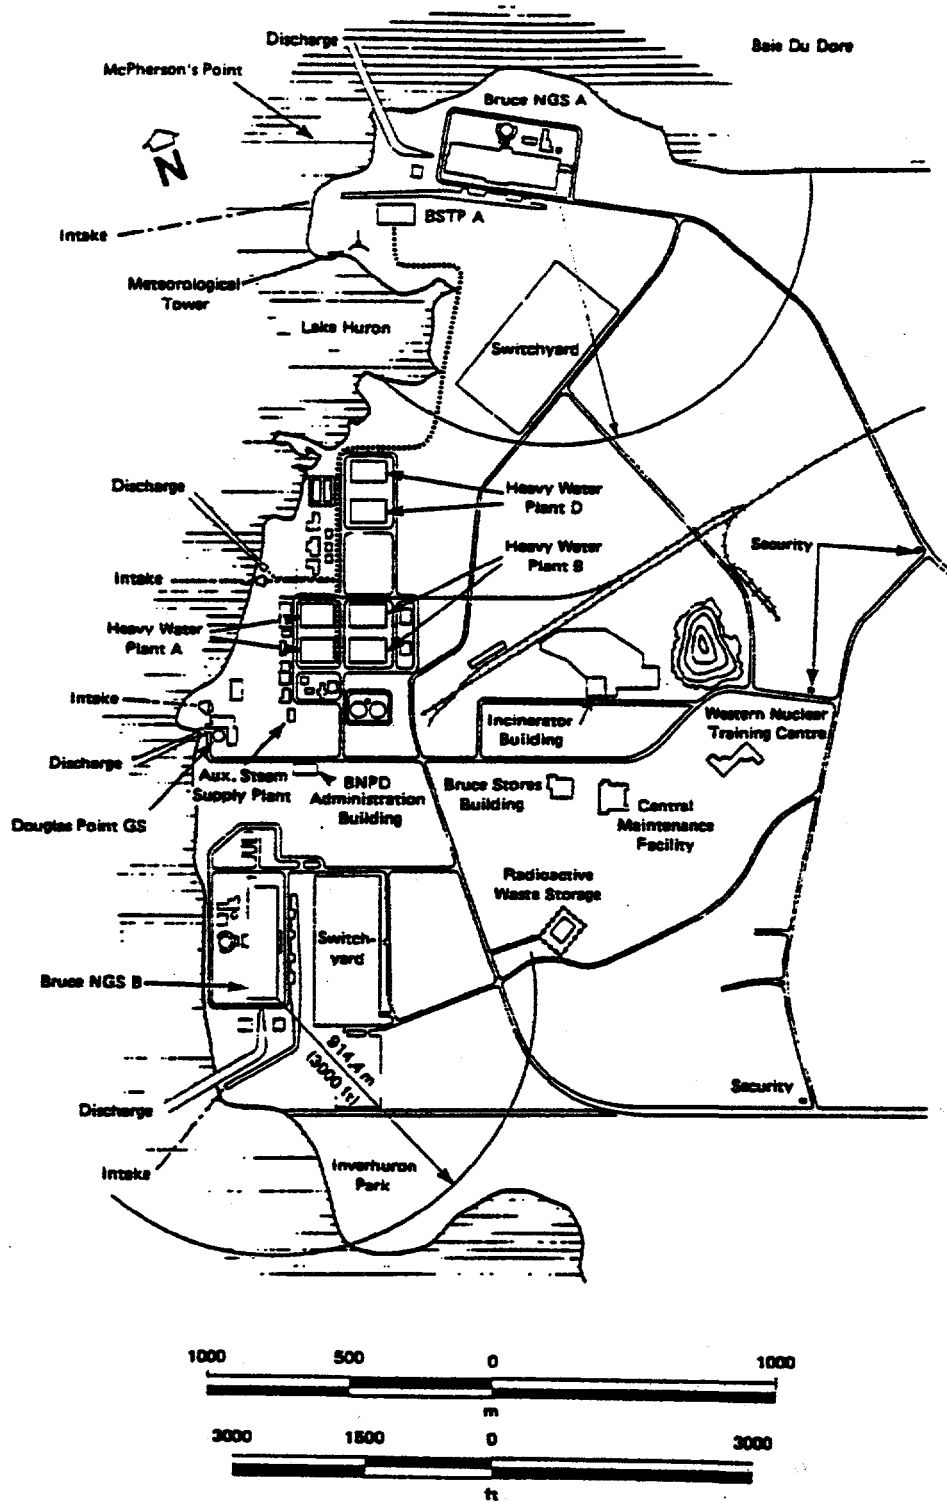 Discharge
Baie Du Dore
McPherson's Point
Bruce NGS A
N
BSTP A
Intake
Meteorological
Tower
Lake Huron
Switchyard
Discharge
Heavy Water
Plant D
Heavy Water
Plant B
Security
Intake
Heavy Water
Plant A
Intake
Incinerator
Building
Western Nuclear
Training Centre
Discharge
Aux. Steam
Supply Plant
BNPD
Administration
Building
Bruce Stores
Building
Central
Maintenance
Facility
Douglas Point GS
Radioactive
Waste Storage
Switch-
yard
Bruce NGS B
914.4 m
(3000 ft)
Discharge
Security
Intake
Inverhuron
Park
1000 500 0 1000
m
3000 1500 0 3000
ft